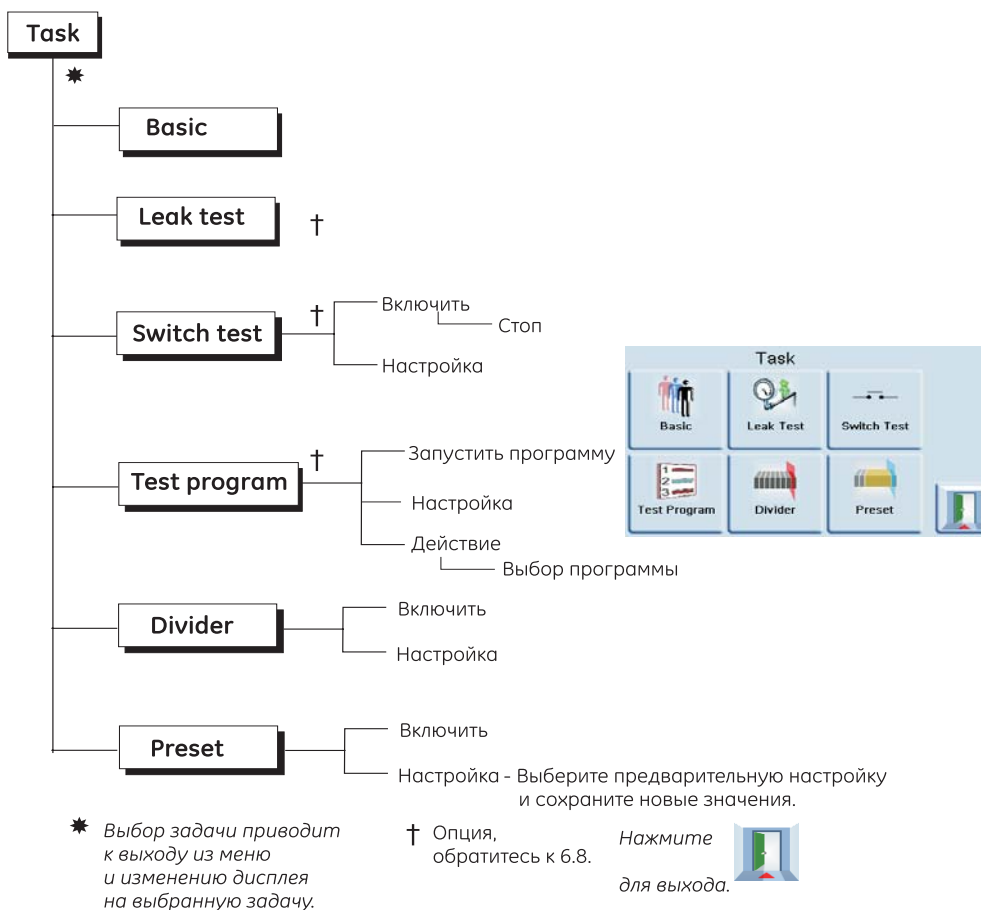 Task
✸
Basic
Leak test
†
Switch test
†
Включить
Стоп
Настройка
Test program
†
Запустить программу
Настройка
Действие
Выбор программы
Task
Basic
Leak Test
Switch Test
1
2
3
Test Program
Divider
Preset
Divider
Включить
Настройка
Preset
Включить
Настройка - Выберите предварительную настройку
и сохраните новые значения.
✸ Выбор задачи приводит
к выходу из меню
и изменению дисплея
на выбранную задачу.
† Опция,
обратитесь к 6.8.
Нажмите
для выхода.